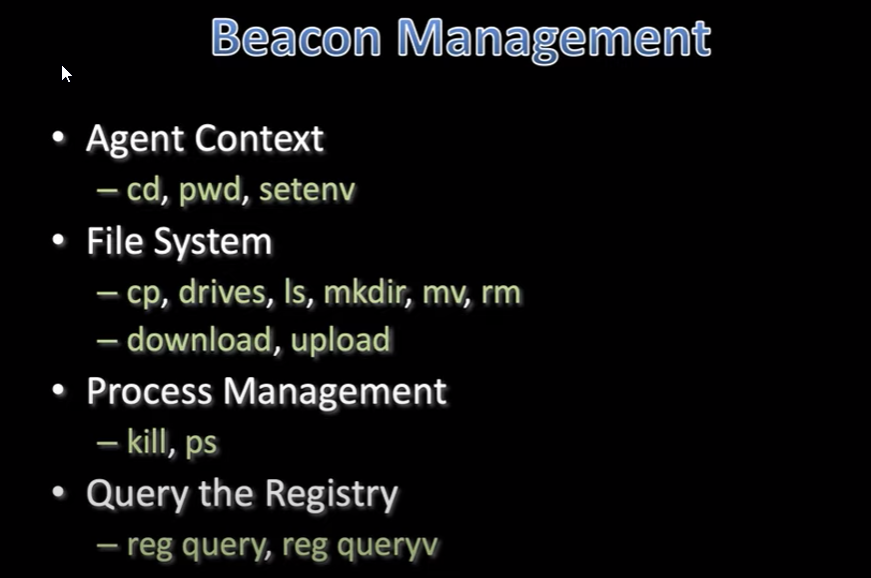 Beacon Management
• Agent Context
– cd, pwd, setenv
• File System
– cp, drives, ls, mkdir, mv, rm
– download, upload
• Process Management
– kill, ps
• Query the Registry
– reg query, reg queryv